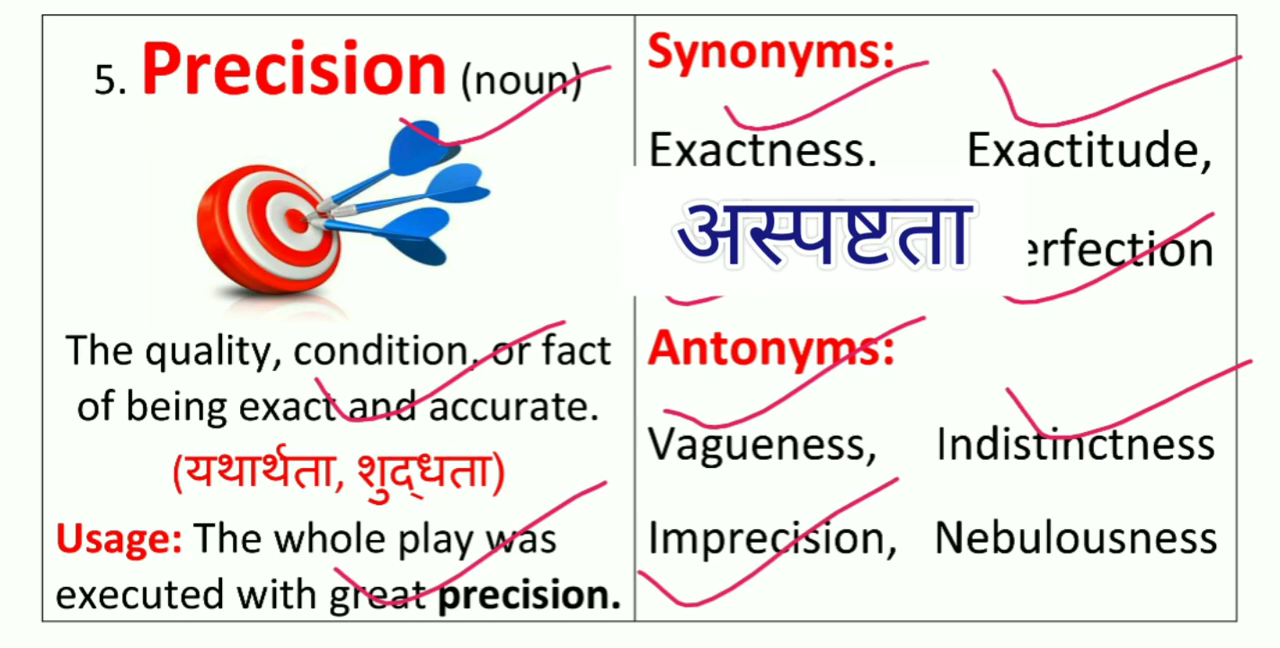 5. Precision (noun)
The quality, condition, or fact
of being exact and accurate.
(यथार्थता, शुद्धता)
Usage: The whole play was
executed with great precision.
Synonyms:
Exactness. Exactitude,
अस्पष्टता
Antonyms:
Vagueness, Indistinctness
Imprecision, Nebulousness